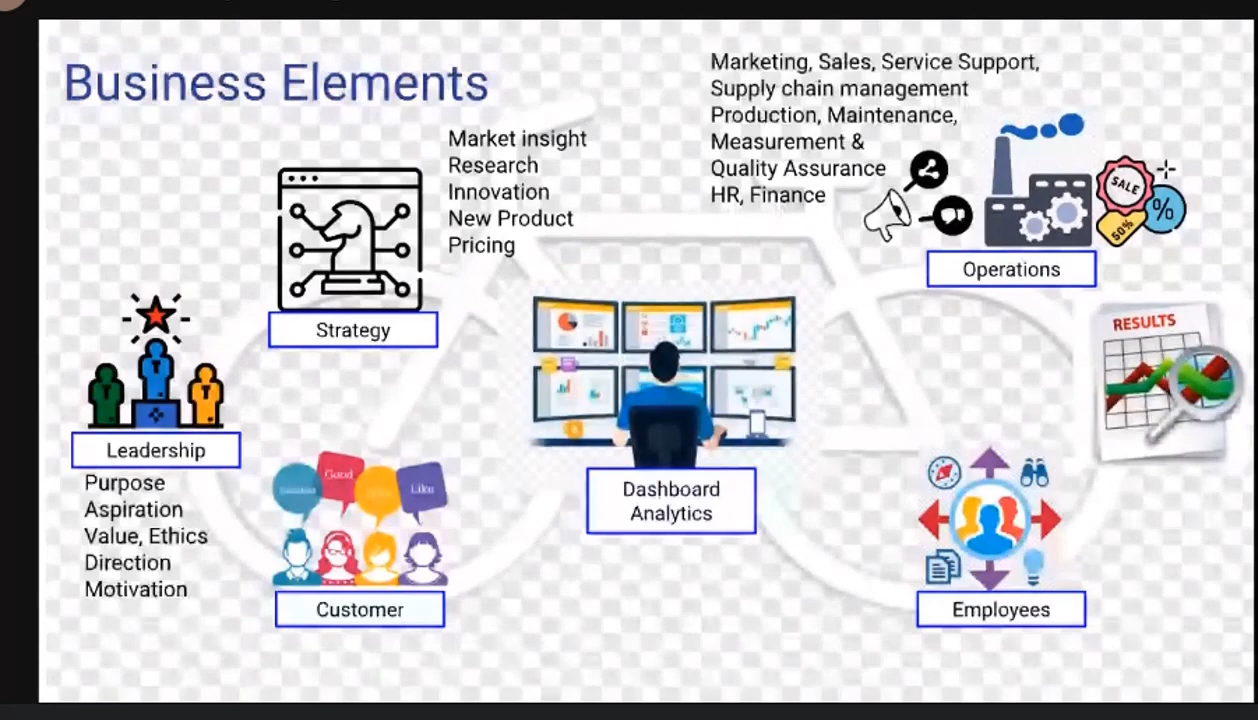 Business Elements
Market insight
Research
Innovation
New Product
Pricing
Strategy
Marketing, Sales, Service Support,
Supply chain management
Production, Maintenance,
Measurement &
Quality Assurance
HR, Finance
SALE
%
50%
Operations
RESULTS
Leadership
Purpose
Aspiration
Value, Ethics
Direction
Motivation
Good
Like
Customer
Dashboard
Analytics
Employees